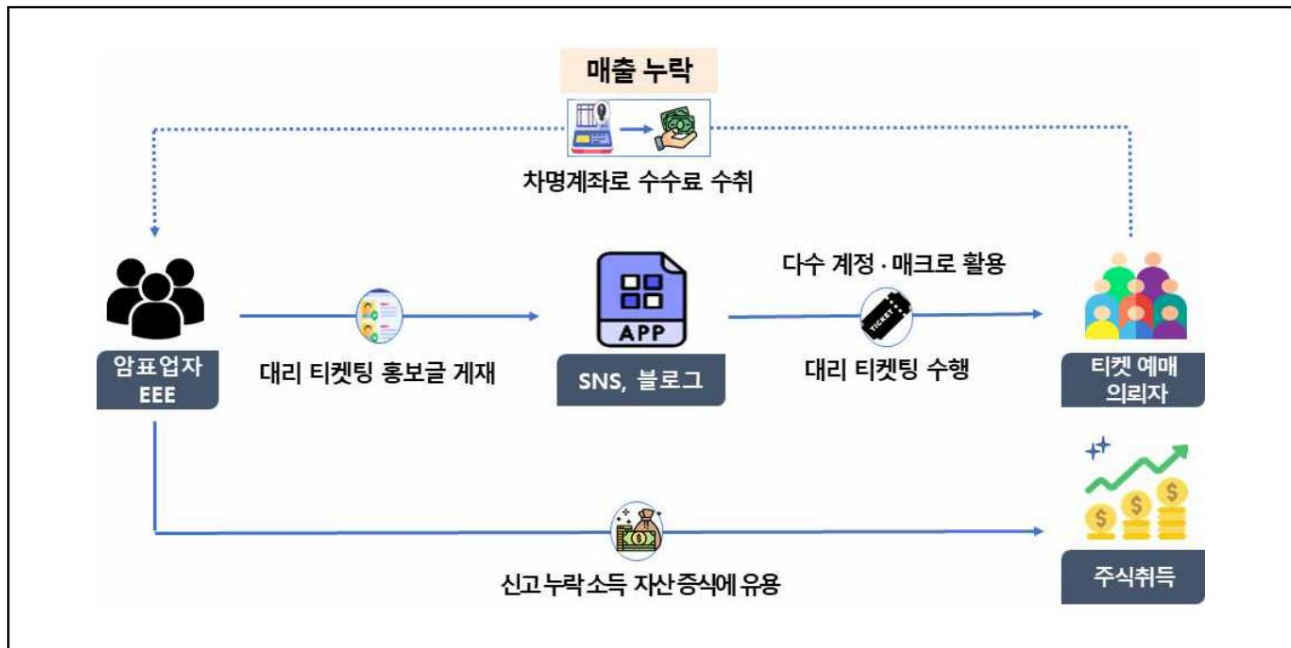 매출 누락
차명계좌로 수수료 수취
암표업자
EEE
대리 티켓팅 홍보글 게재
APP
SNS, 블로그
다수 계정 · 매크로 활용
TICKET
대리 티켓팅 수행
티켓 예매
의뢰자
신고 누락 소득 자산 증식에 유용
주식취득